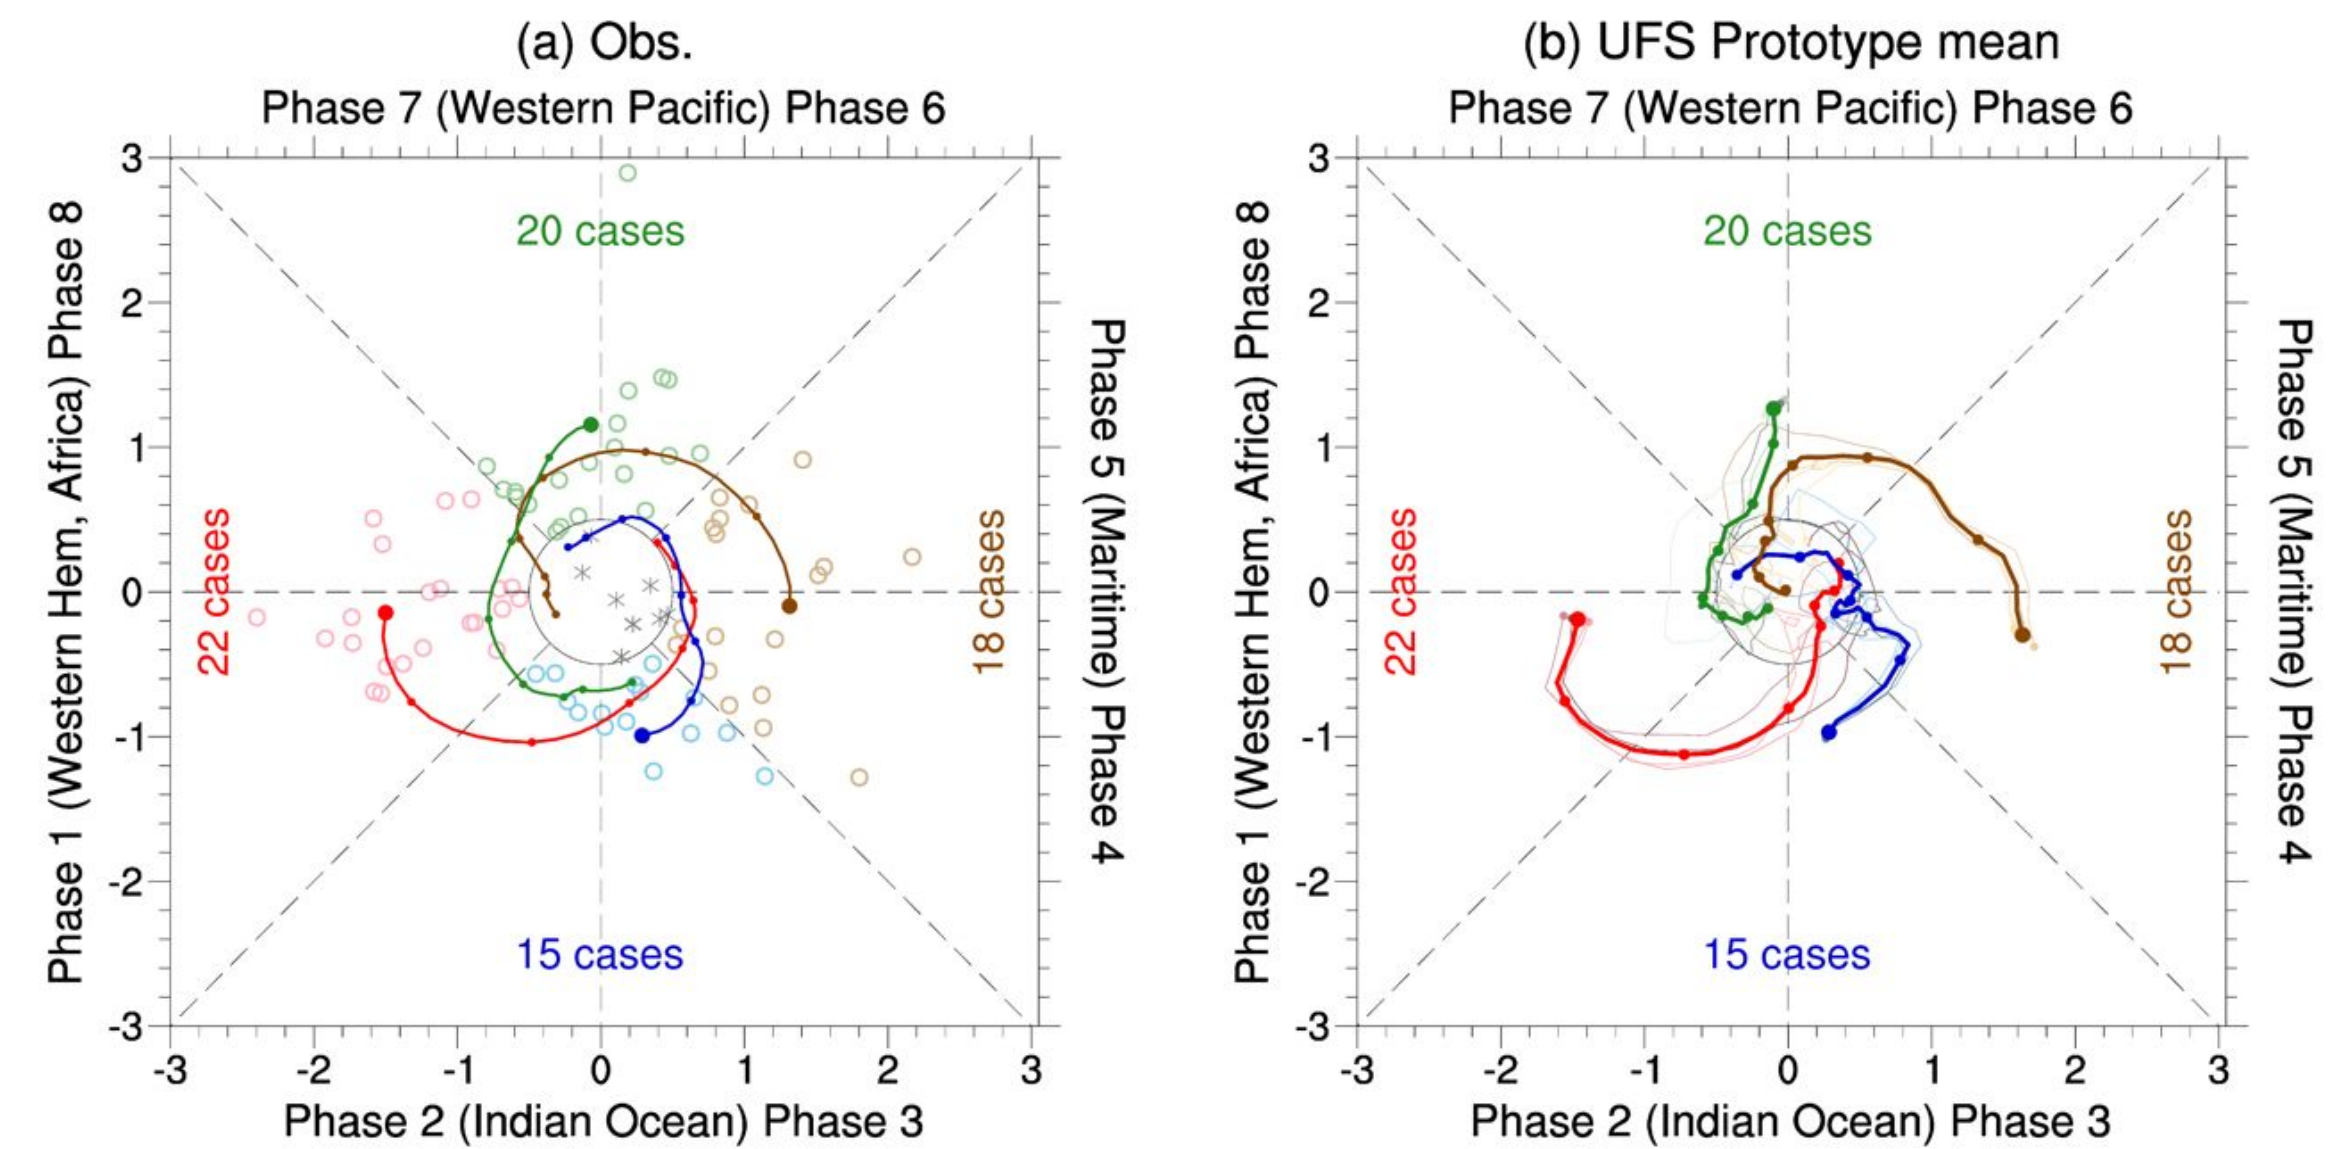 (a) Obs.
Phase 7 (Western Pacific) Phase 6
Phase 1 (Western Hem, Africa) Phase 8
3
2
1
0
-1
-2
-3
20 cases
22 cases
18 cases
15 cases
Phase 5 (Maritime) Phase 4
-3 -2 -1 0 1 2 3
Phase 2 (Indian Ocean) Phase 3
(b) UFS Prototype mean
Phase 7 (Western Pacific) Phase 6
Phase 1 (Western Hem, Africa) Phase 8
3
2
1
0
-1
-2
-3
20 cases
22 cases
18 cases
15 cases
Phase 5 (Maritime) Phase 4
-3 -2 -1 0 1 2 3
Phase 2 (Indian Ocean) Phase 3